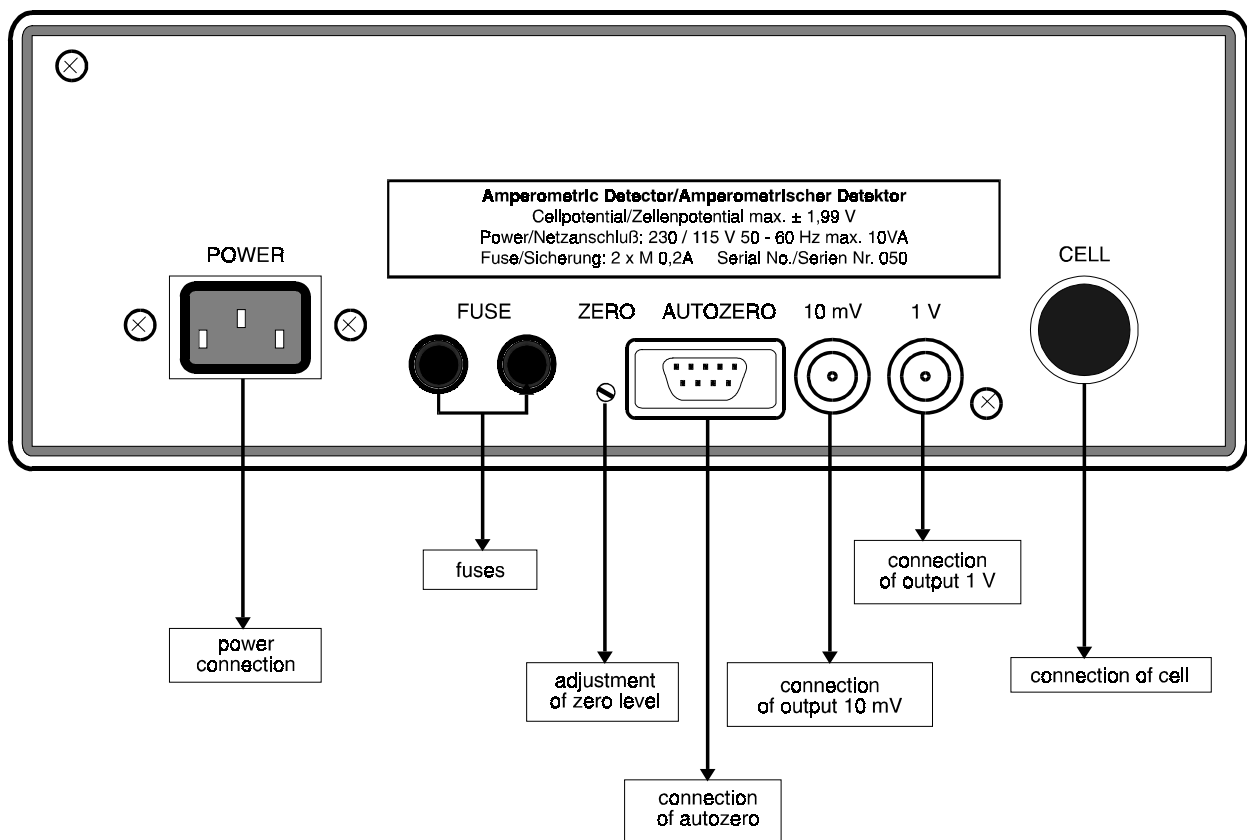 Amperometric Detector/Amperometrischer Detektor
Cellpotential/Zellenpotential max. ± 1,99 V
Power/Netzanschluß: 230 / 115 V 50 - 60 Hz max. 10VA
Fuse/Sicherung: 2 x M 0,2A Serial No./Serien Nr. 050
POWER
CELL
FUSE
ZERO
AUTOZERO
10 mV
1 V
connection
of output 1 V
fuses
power
connection
adjustment
of zero level
connection
of output 10 mV
connection of cell
connection
of autozero